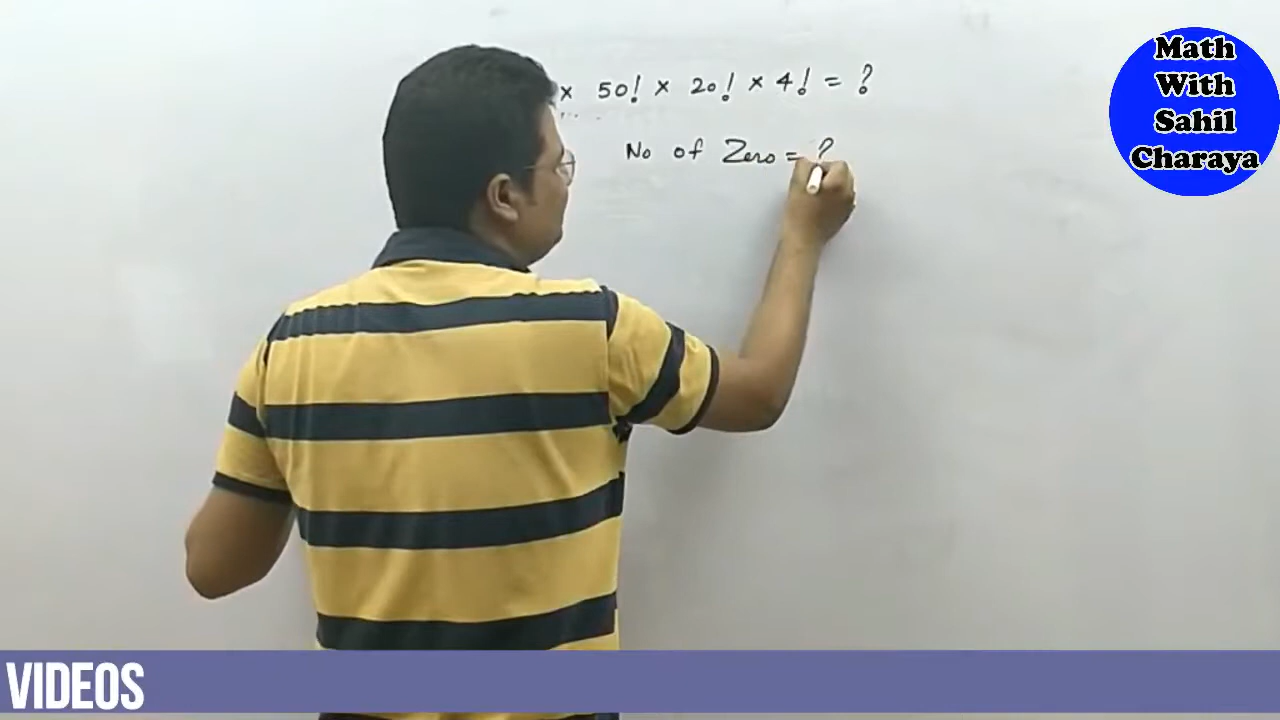 × 50! × 20! × 4! = ?
No of Zero = ?
Math
With
Sahil
Charaya
VIDEOS